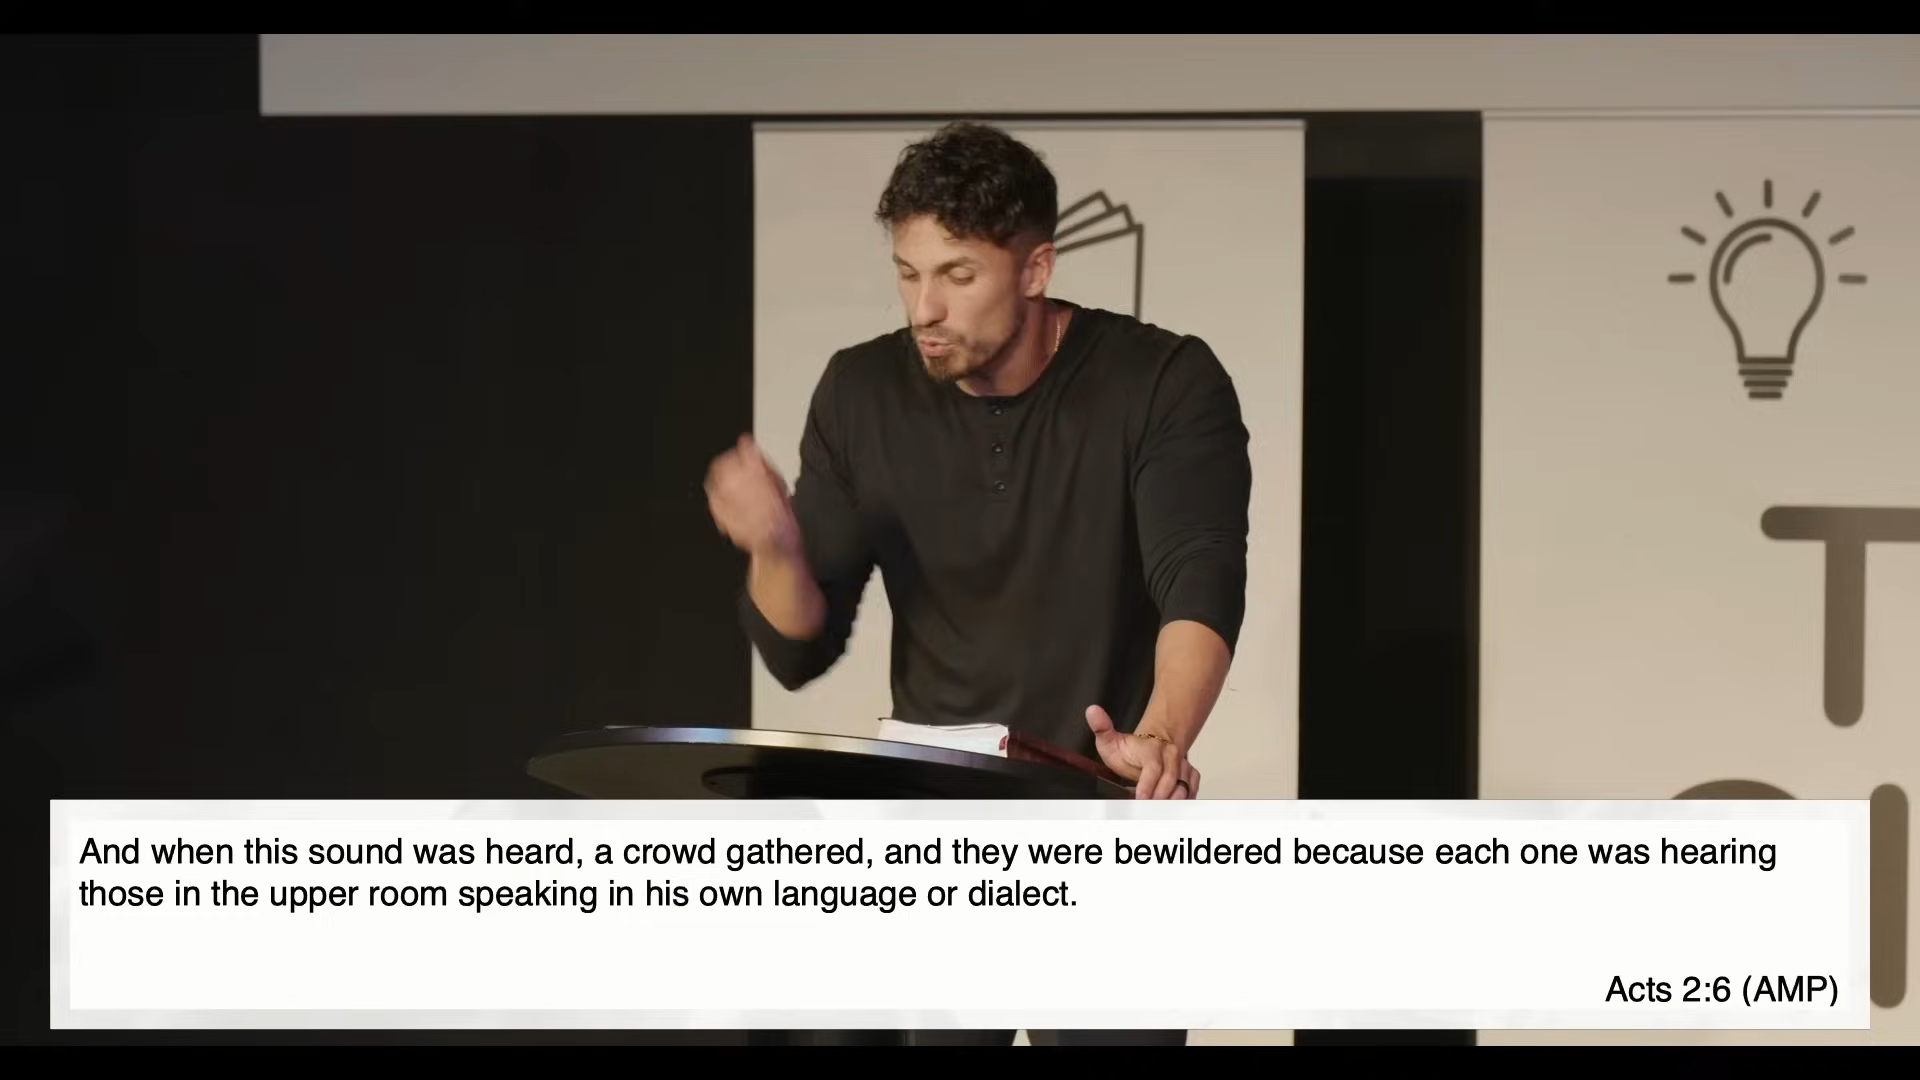 T
And when this sound was heard, a crowd gathered, and they were bewildered because each one was hearing
those in the upper room speaking in his own language or dialect.
Acts 2:6 (AMP)